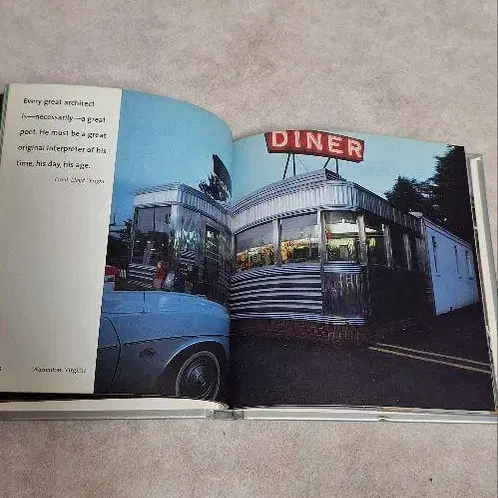 Every great architect
is—necessarily—a great
poet. He must be a great
original interpreter of his
time, his day, his age.
Frank Lloyd Wright
DINER
Warrenton, Virginia